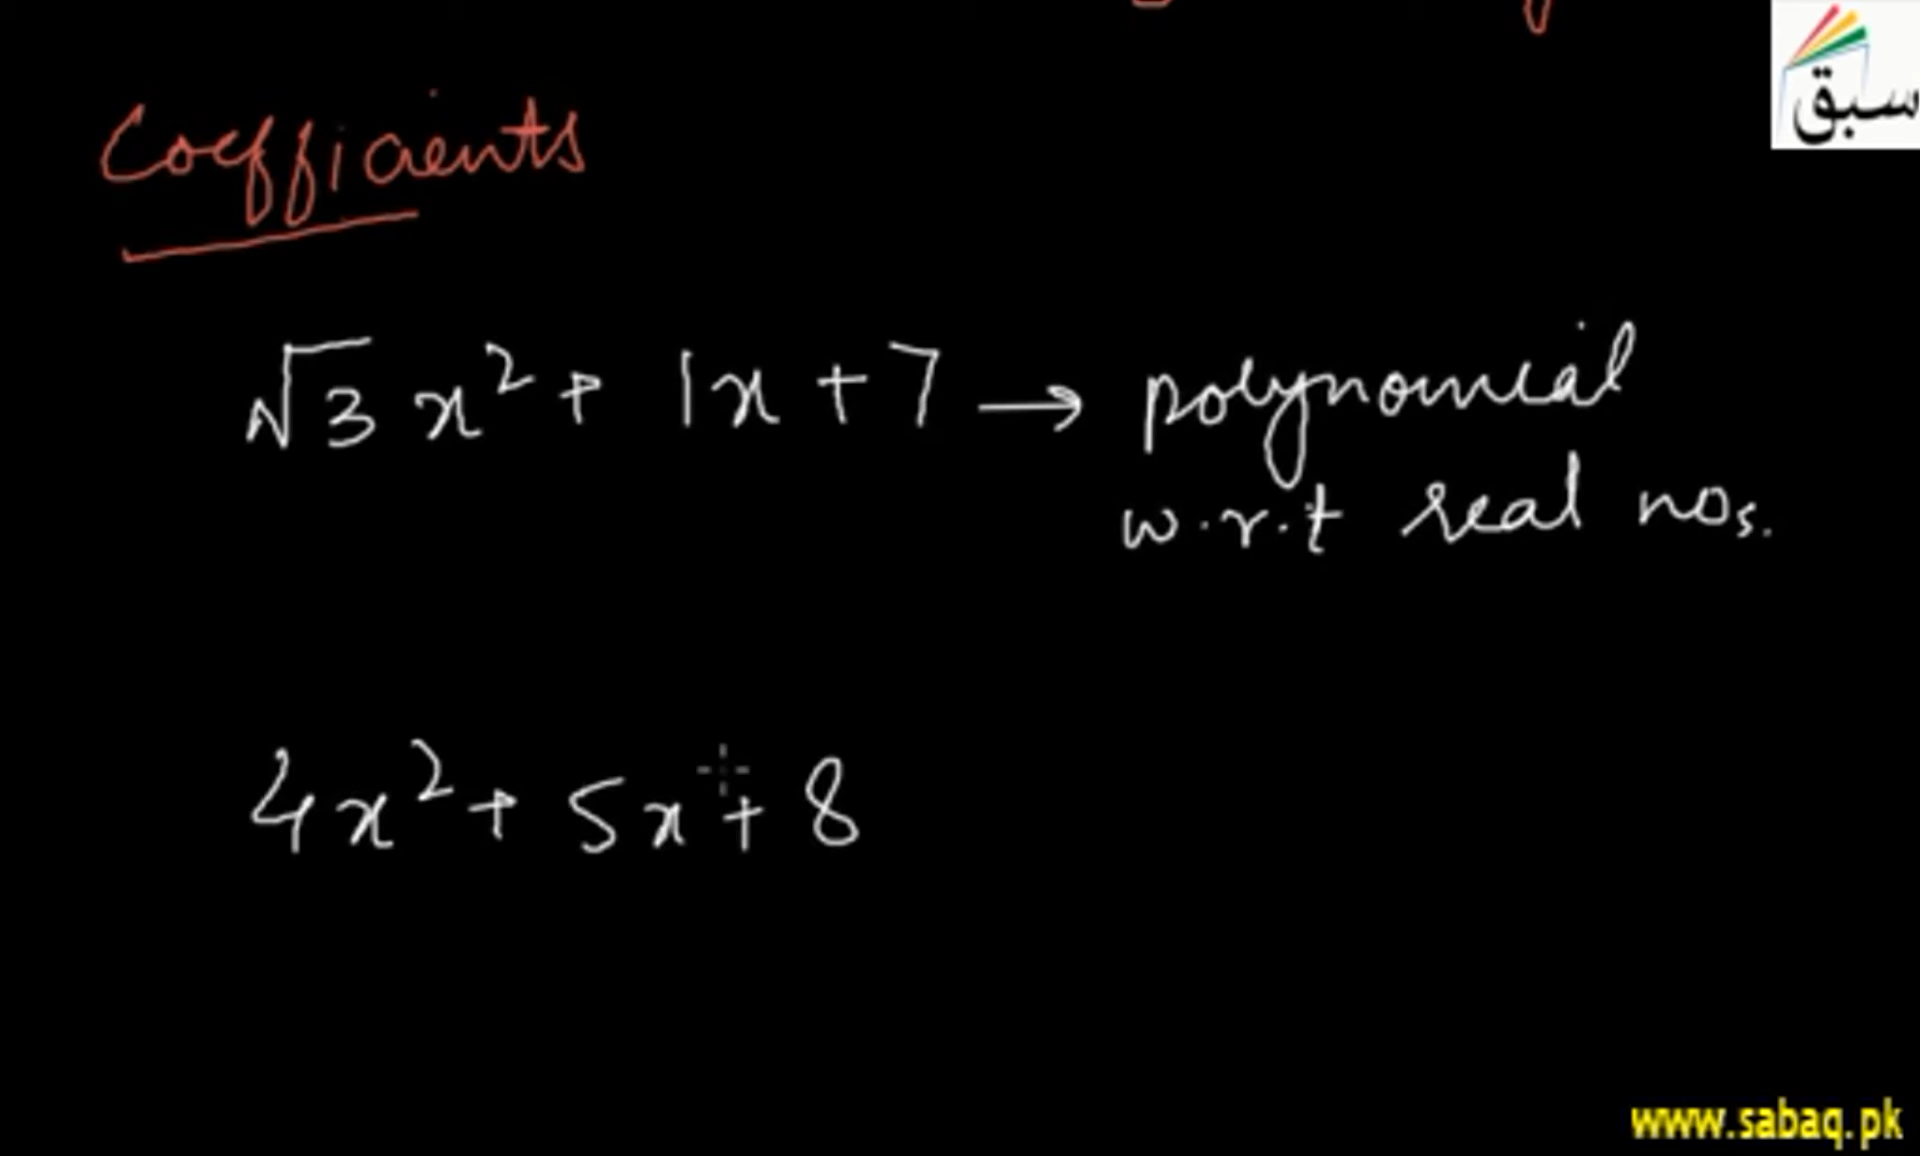 سبق
Coefficients
√3 x² + 1x + 7 → polynomial
w.r.t real nos.
4x² + 5x + 8
www.sabaq.pk